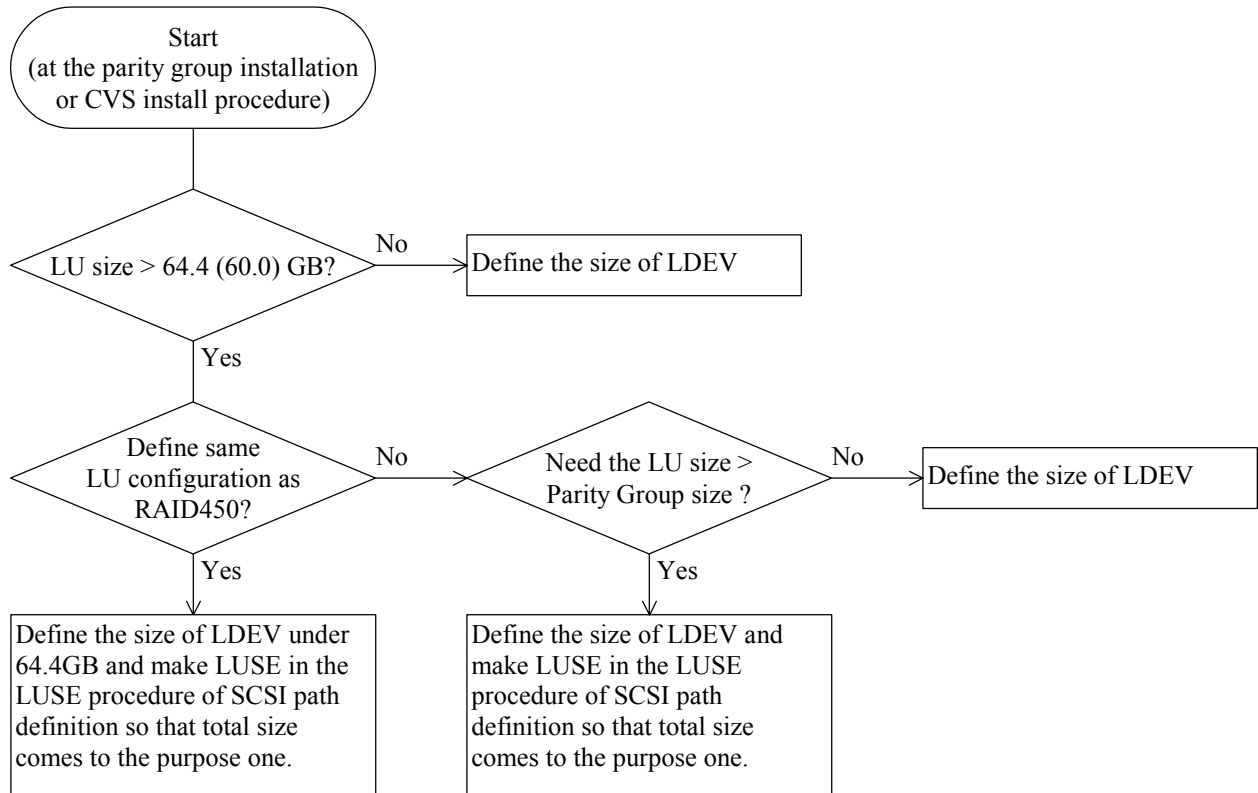 Start
(at the parity group installation
or CVS install procedure)
LU size > 64.4 (60.0) GB?
No
Define the size of LDEV
Yes
Define same
LU configuration as
RAID450?
No
Need the LU size >
Parity Group size ?
No
Define the size of LDEV
Yes
Yes
Define the size of LDEV under
64.4GB and make LUSE in the
LUSE procedure of SCSI path
definition so that total size
comes to the purpose one.
Define the size of LDEV and
make LUSE in the LUSE
procedure of SCSI path
definition so that total size
comes to the purpose one.